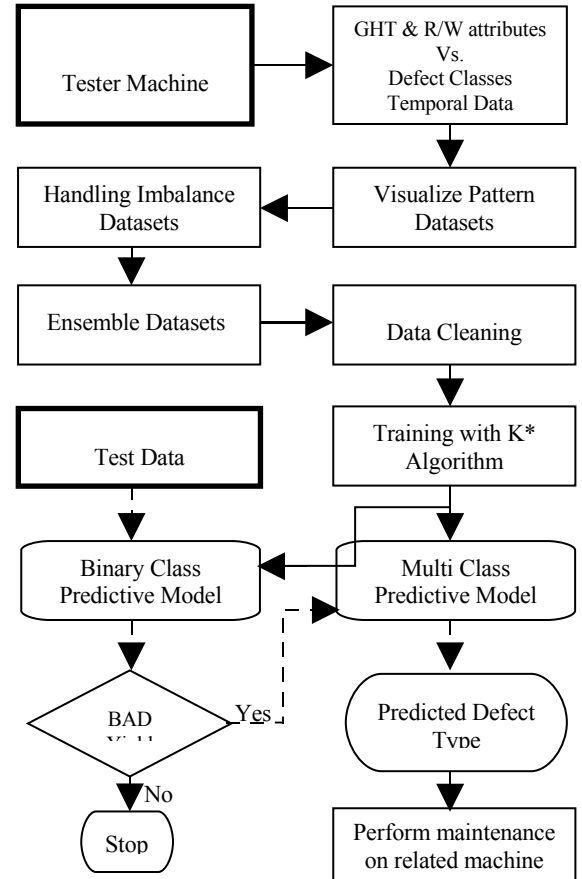 Tester Machine
GHT & R/W attributes
Vs.
Defect Classes
Temporal Data
Handling Imbalance
Datasets
Visualize Pattern
Datasets
Ensemble Datasets
Data Cleaning
Test Data
Training with K*
Algorithm
Binary Class
Predictive Model
Multi Class
Predictive Model
BAD
Yes
Predicted Defect
Type
No
Stop
Perform maintenance
on related machine